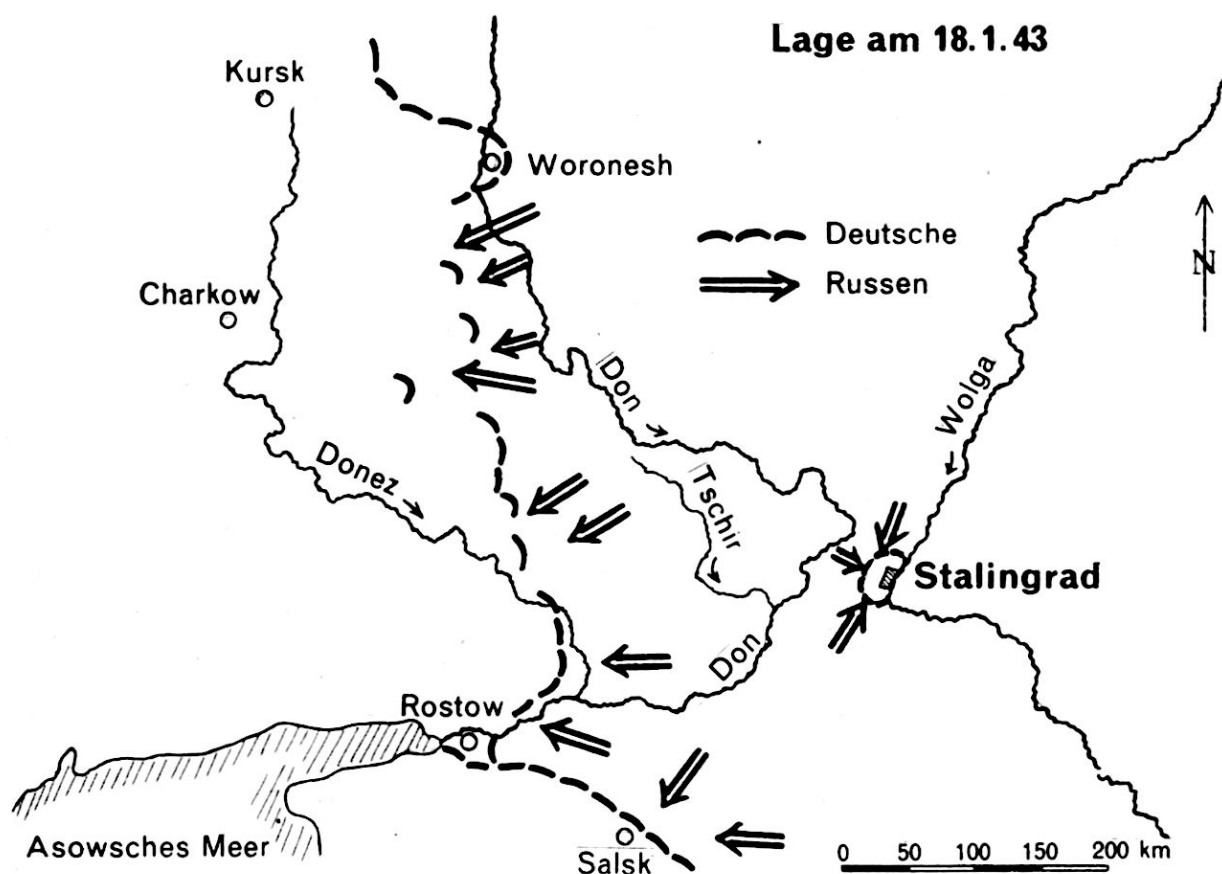 Lage am 18.1.43
Kursk
Woronesh
Deutsche
Russen
N
Charkow
Don
Wolga
Donez
Tschir
Stalingrad
Don
Rostow
Asowsches Meer
Salsk
0 50 100 150 200 km